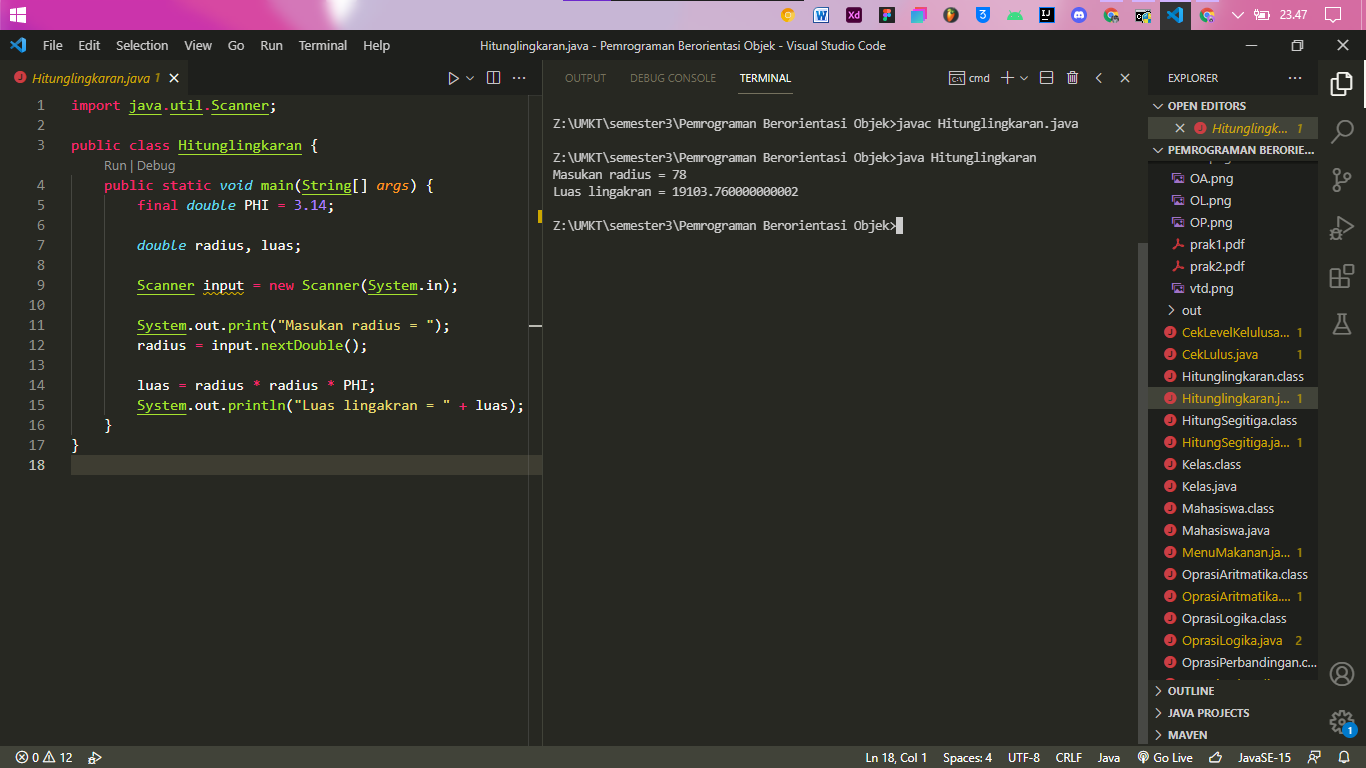 23.47
File Edit Selection View Go Run Terminal Help
Hitunglingkaran.java - Pemrograman Berorientasi Objek - Visual Studio Code
Hitunglingkaran.java 1
1 import java.util.Scanner;
2
3 public class Hitunglingkaran {
Run | Debug
4 public static void main(String[] args) {
5 final double PHI = 3.14;
6
7 double radius, luas;
8
9 Scanner input = new Scanner(System.in);
10
11 System.out.print("Masukan radius = ");
12 radius = input.nextDouble();
13
14 luas = radius * radius * PHI;
15 System.out.println("Luas lingakran = " + luas);
16 }
17 }
18
OUTPUT DEBUG CONSOLE TERMINAL
cmd
Z:\UMKT\semester3\Pemrograman Berorientasi Objek>javac Hitunglingkaran.java
Z:\UMKT\semester3\Pemrograman Berorientasi Objek>java Hitunglingkaran
Masukan radius = 78
Luas lingakran = 19103.760000000002
Z:\UMKT\semester3\Pemrograman Berorientasi Objek>
EXPLORER
OPEN EDITORS
Hitunglingk... 1
PEMROGRAMAN BERORIE...
OA.png
OL.png
OP.png
prak1.pdf
prak2.pdf
vtd.png
out
CekLevelKelulusa... 1
CekLulus.java 1
Hitunglingkaran.class
Hitunglingkaran.j... 1
HitungSegitiga.class
HitungSegitiga.ja... 1
Kelas.class
Kelas.java
Mahasiswa.class
Mahasiswa.java
MenuMakanan.ja... 1
OprasiAritmatika.class
OprasiAritmatika.... 1
OprasiLogika.class
OprasiLogika.java 2
OprasiPerbandingan.c...
OUTLINE
JAVA PROJECTS
MAVEN
1
0 12
Ln 18, Col 1 Spaces: 4 UTF-8 CRLF Java Go Live JavaSE-15